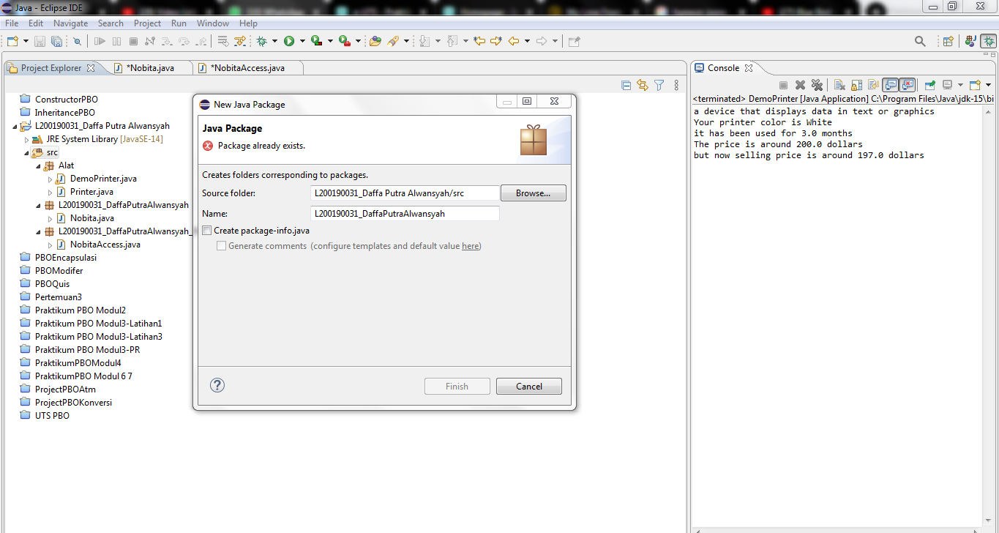 Java - Eclipse IDE
File Edit Navigate Search Project Run Window Help
Project Explorer
*Nobita.java
*NobitaAccess.java
ConstructorPBO
InheritancePBO
L200190031_Daffa Putra Alwansyah
JRE System Library [JavaSE-14]
src
Alat
DemoPrinter.java
Printer.java
L200190031_DaffaPutraAlwansyah
Nobita.java
L200190031_DaffaPutraAlwansyah_
NobitaAccess.java
PBOEncapsulasi
PBOModifer
PBOQuis
Pertemuan3
Praktikum PBO Modul2
Praktikum PBO Modul3-Latihan1
Praktikum PBO Modul3-Latihan3
Praktikum PBO Modul3-PR
PraktikumPBOModul4
PraktikumPBO Modul 6 7
ProjectPBOAtm
ProjectPBOKonversi
UTS PBO
New Java Package
Java Package
Package already exists.
Creates folders corresponding to packages.
Source folder: L200190031_Daffa Putra Alwansyah/src Browse...
Name: L200190031_DaffaPutraAlwansyah
Create package-info.java
Generate comments (configure templates and default value here)
Finish Cancel
Console
<terminated> DemoPrinter [Java Application] C:\Program Files\Java\jdk-15\bi
a device that displays data in text or graphics
Your printer color is White
it has been used for 3.0 months
The price is around 200.0 dollars
but now selling price is around 197.0 dollars